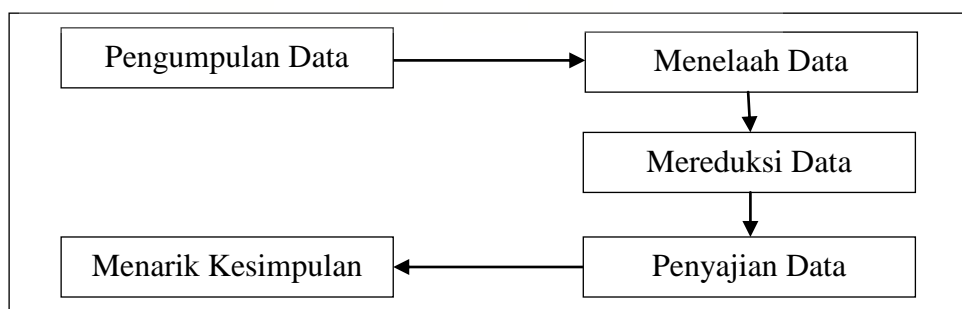 Pengumpulan Data
Menelaah Data
Mereduksi Data
Penyajian Data
Menarik Kesimpulan